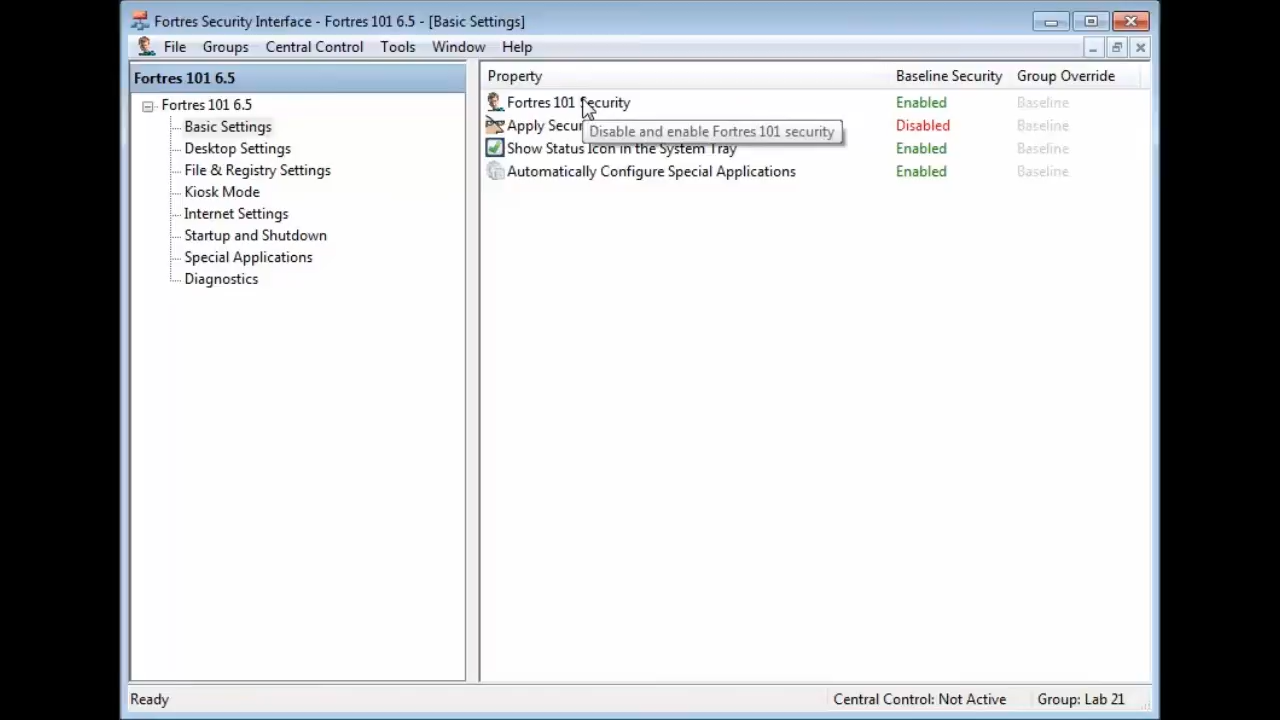 Fortres Security Interface - Fortres 101 6.5 - [Basic Settings]
File Groups Central Control Tools Window Help
Fortres 101 6.5
Fortres 101 6.5
Basic Settings
Desktop Settings
File & Registry Settings
Kiosk Mode
Internet Settings
Startup and Shutdown
Special Applications
Diagnostics
Property Baseline Security Group Override
Fortres 101 Security Enabled Baseline
Apply Secur Disabled Baseline
Disable and enable Fortres 101 security
Show Status Icon in the System Tray Enabled Baseline
Automatically Configure Special Applications Enabled Baseline
Ready Central Control: Not Active Group: Lab 21